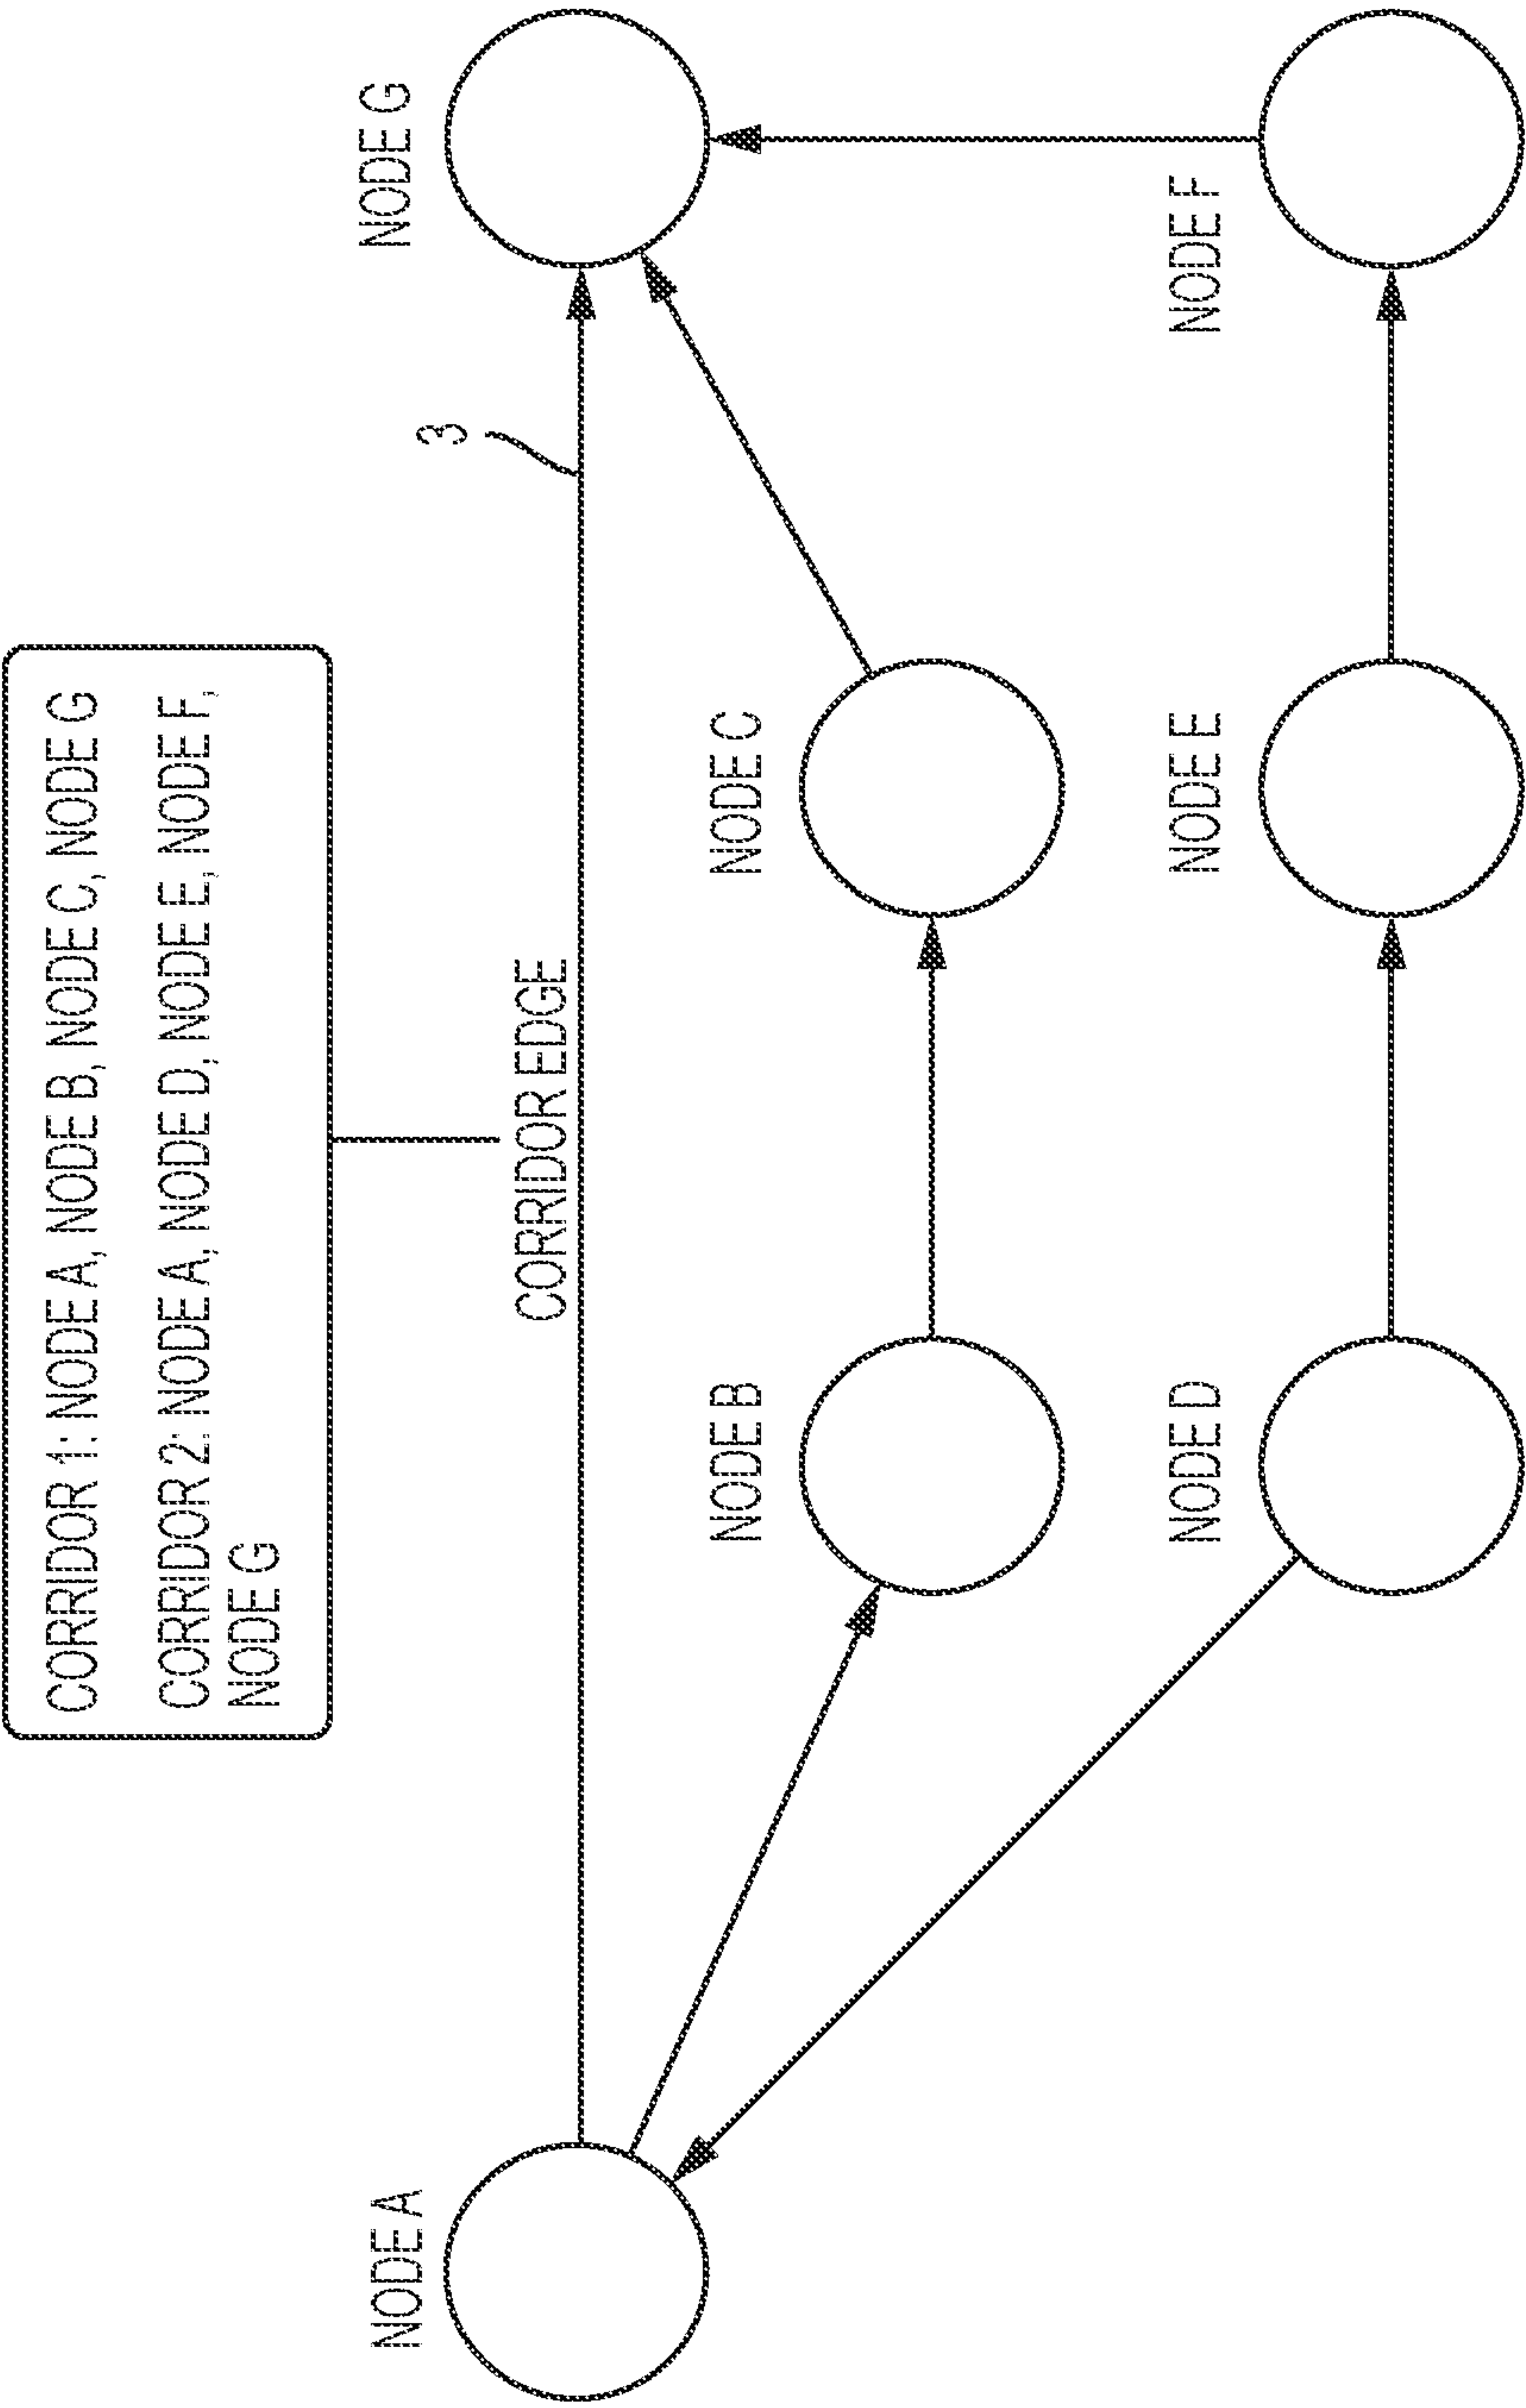 CORRIDOR 1: NODE A, NODE B, NODE C, NODE G
CORRIDOR 2: NODE A, NODE D, NODE E, NODE F,
NODE G
NODE A
CORRIDOR EDGE
3
NODE G
NODE B
NODE C
NODE D
NODE E
NODE F